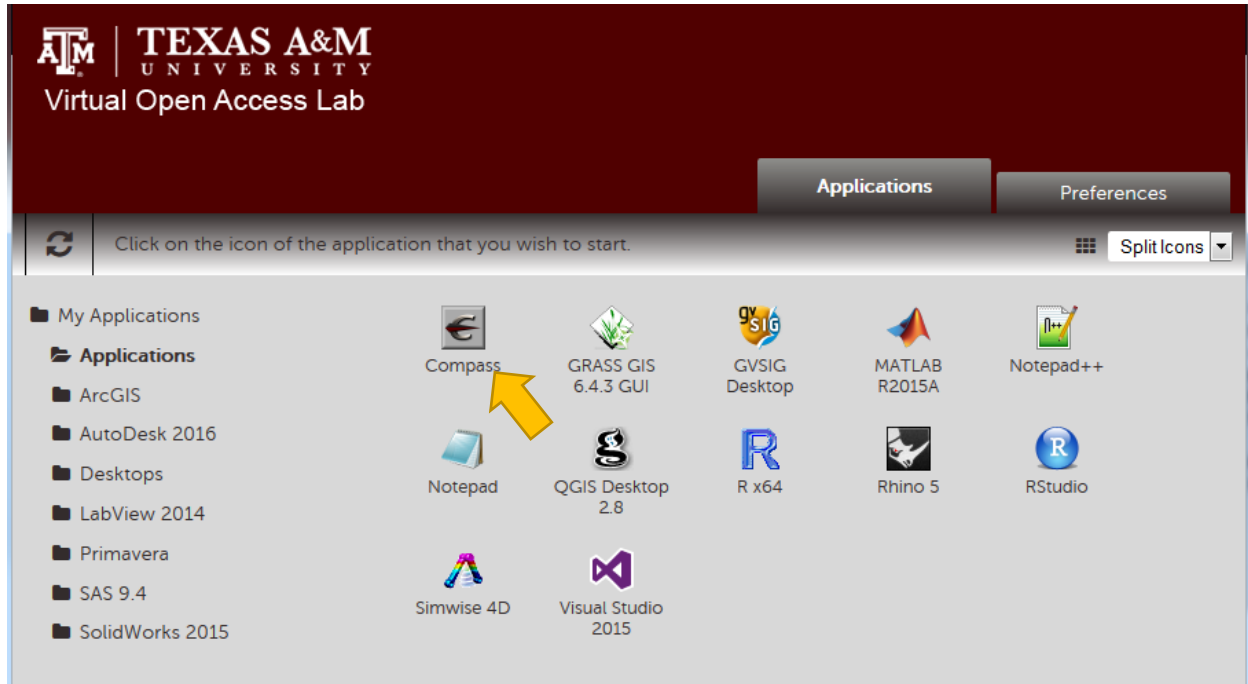 TEXAS A&M
UNIVERSITY
Virtual Open Access Lab
Applications
Preferences
Click on the icon of the application that you wish to start.
Split Icons
My Applications
Applications
ArcGIS
AutoDesk 2016
Desktops
LabView 2014
Primavera
SAS 9.4
SolidWorks 2015
Compass
GRASS GIS
6.4.3 GUI
gv
SIG
GVSIG
Desktop
MATLAB
R2015A
n++
Notepad++
Notepad
QGIS Desktop
2.8
R
R x64
Rhino 5
R
RStudio
Simwise 4D
Visual Studio
2015